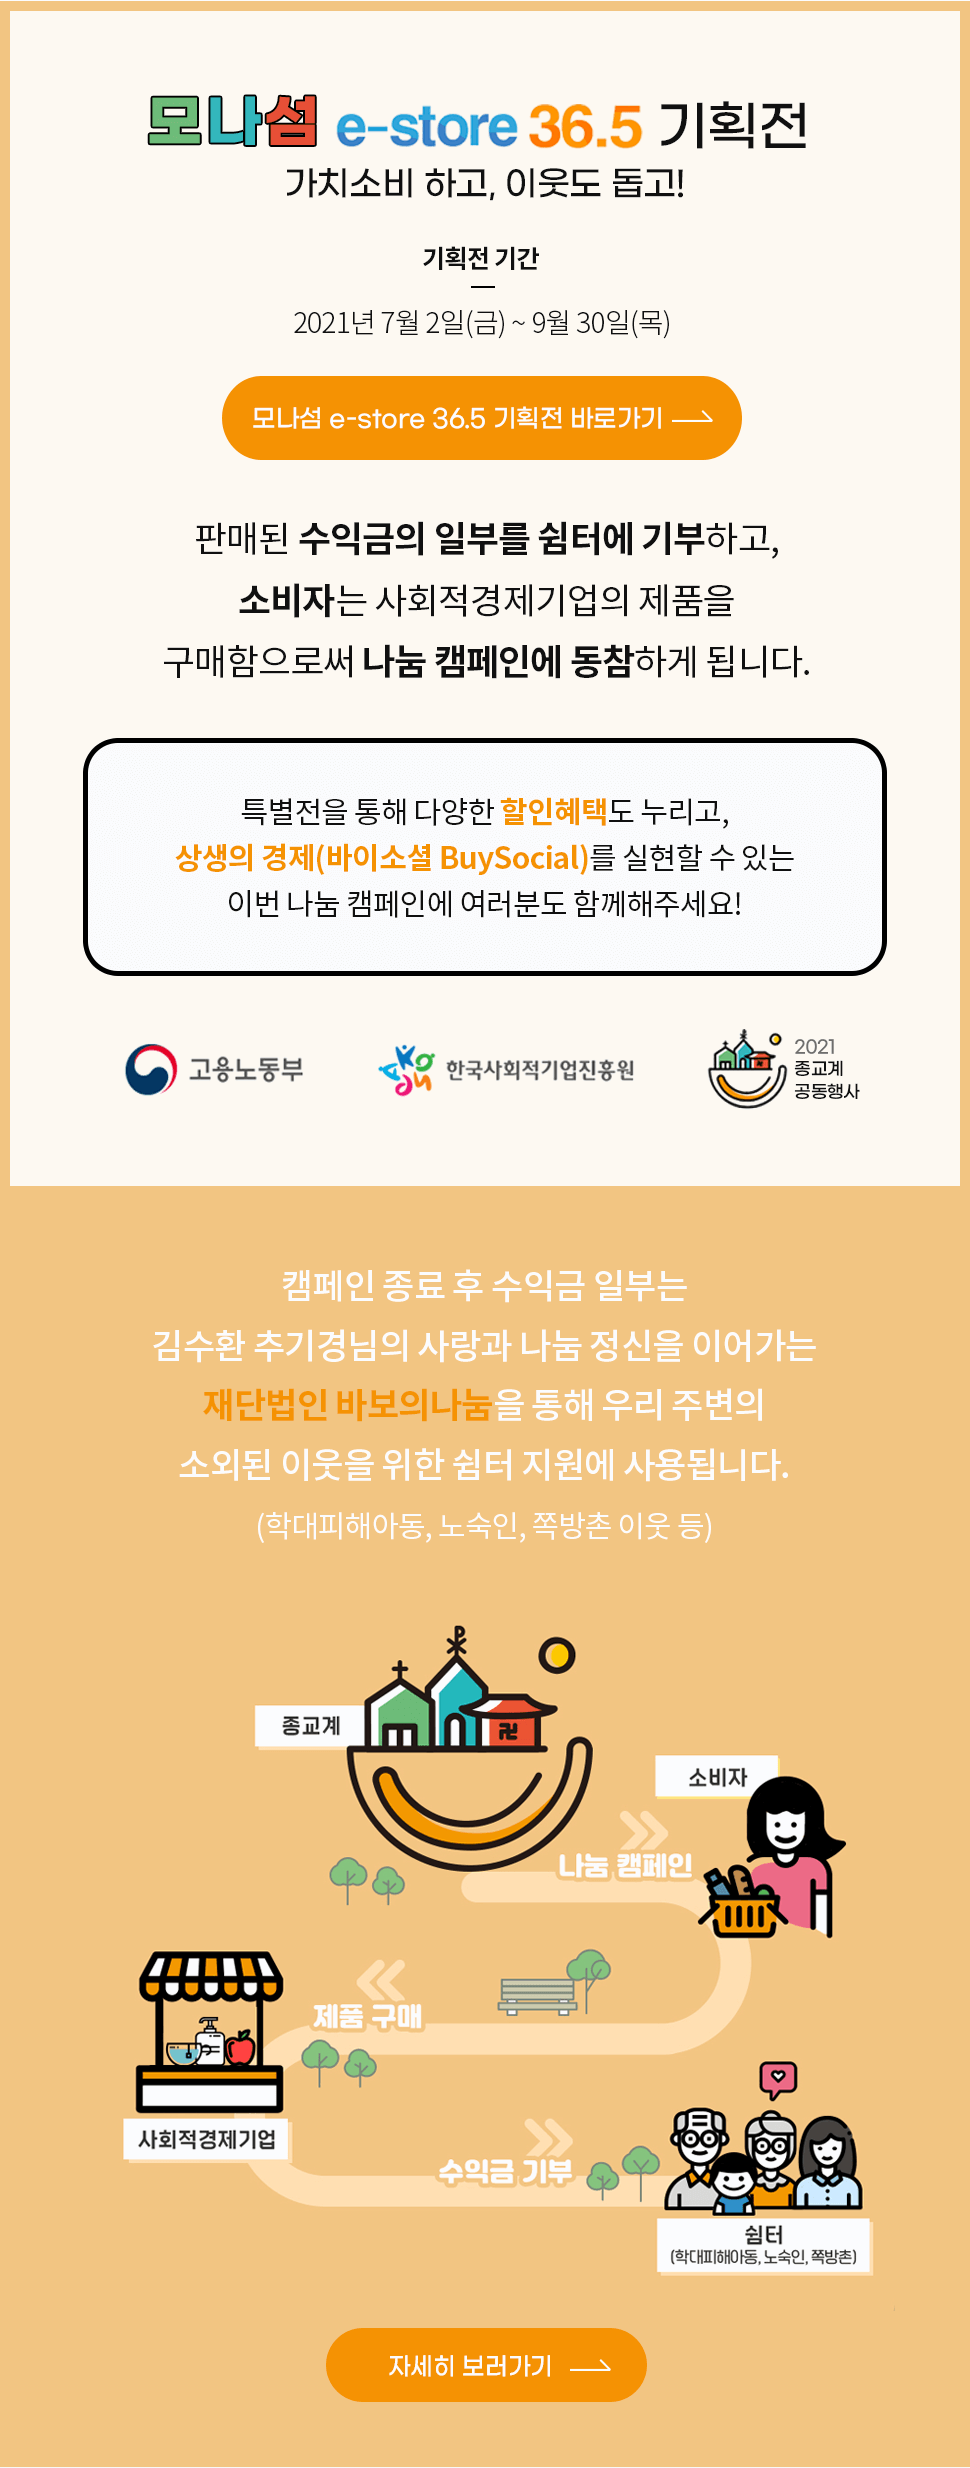 모나섬 e-store 36.5 기획전
가치소비 하고, 이웃도 돕고!
기획전 기간
2021년 7월 2일(금) ~ 9월 30일(목)
모나섬 e-store 36.5 기획전 바로가기
판매된 수익금의 일부를 쉼터에 기부하고,
소비자는 사회적경제기업의 제품을
구매함으로써 나눔 캠페인에 동참하게 됩니다.
특별전을 통해 다양한 할인혜택도 누리고,
상생의 경제(바이소셜 BuySocial)를 실현할 수 있는
이번 나눔 캠페인에 여러분도 함께해주세요!
고용노동부
한국사회적기업진흥원
2021
종교계
공동행사
캠페인 종료 후 수익금 일부는
김수환 추기경님의 사랑과 나눔 정신을 이어가는
재단법인 바보의나눔을 통해 우리 주변의
소외된 이웃을 위한 쉼터 지원에 사용됩니다.
(학대피해아동, 노숙인, 쪽방촌 이웃 등)
종교계
소비자
나눔 캠페인
제품 구매
사회적경제기업
수익금 기부
쉼터
(학대피해아동, 노숙인, 쪽방촌)
자세히 보러가기